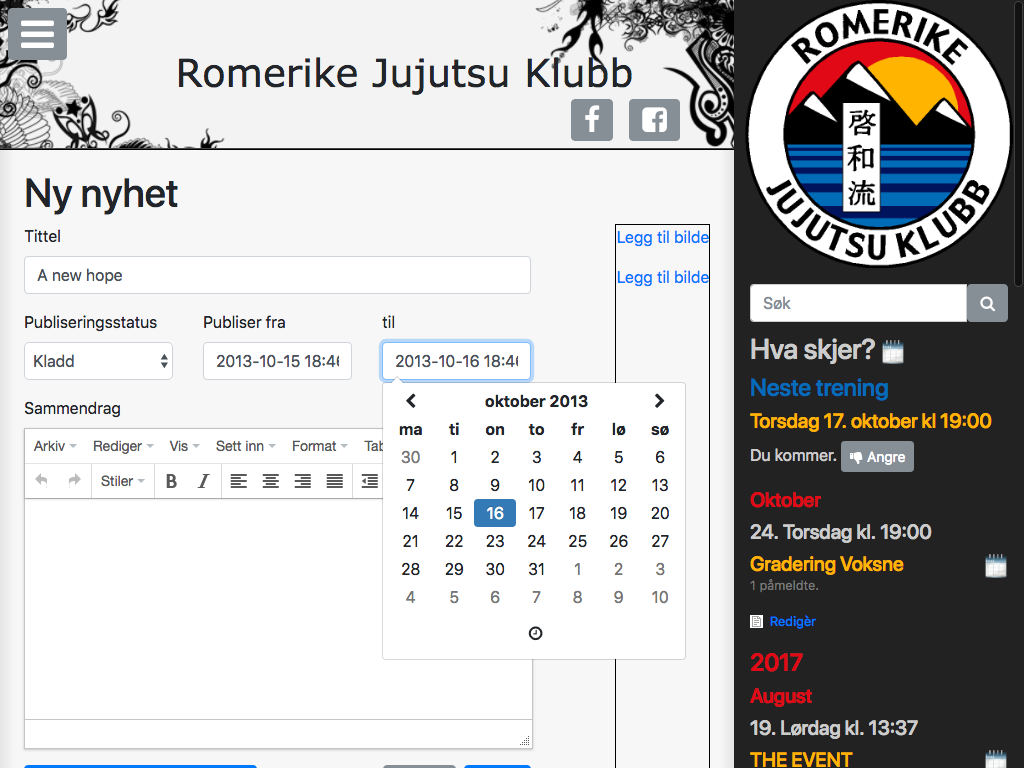 Romerike Jujutsu Klubb
Ny nyhet
Tittel
A new hope
Publiseringsstatus
Publiser fra
til
Kladd
2013-10-15 18:46
2013-10-16 18:46
Sammendrag
Arkiv
Rediger
Vis
Sett inn
Format
Tab
Stiler
B
I
oktober 2013
ma ti on to fr lø sø
30 1 2 3 4 5 6
7 8 9 10 11 12 13
14 15 16 17 18 19 20
21 22 23 24 25 26 27
28 29 30 31 1 2 3
4 5 6 7 8 9 10
Legg til bilde
Legg til bilde
ROMERIKE
啓和流
JUJUTSU KLUBB
Søk
Hva skjer?
Neste trening
Torsdag 17. oktober kl 19:00
Du kommer. Angre
Oktober
24. Torsdag kl. 19:00
Gradering Voksne
1 påmeldte.
Redigèr
2017
August
19. Lørdag kl. 13:37
THE EVENT